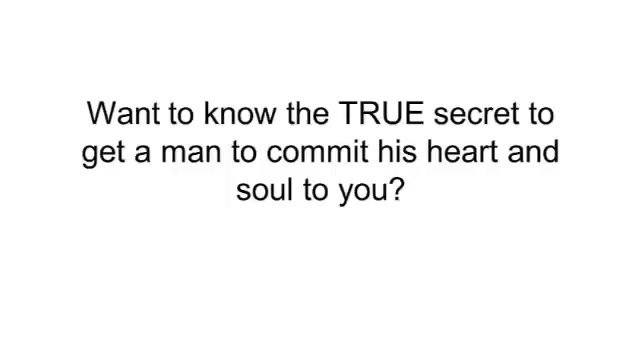 Want to know the TRUE secret to
get a man to commit his heart and
soul to you?